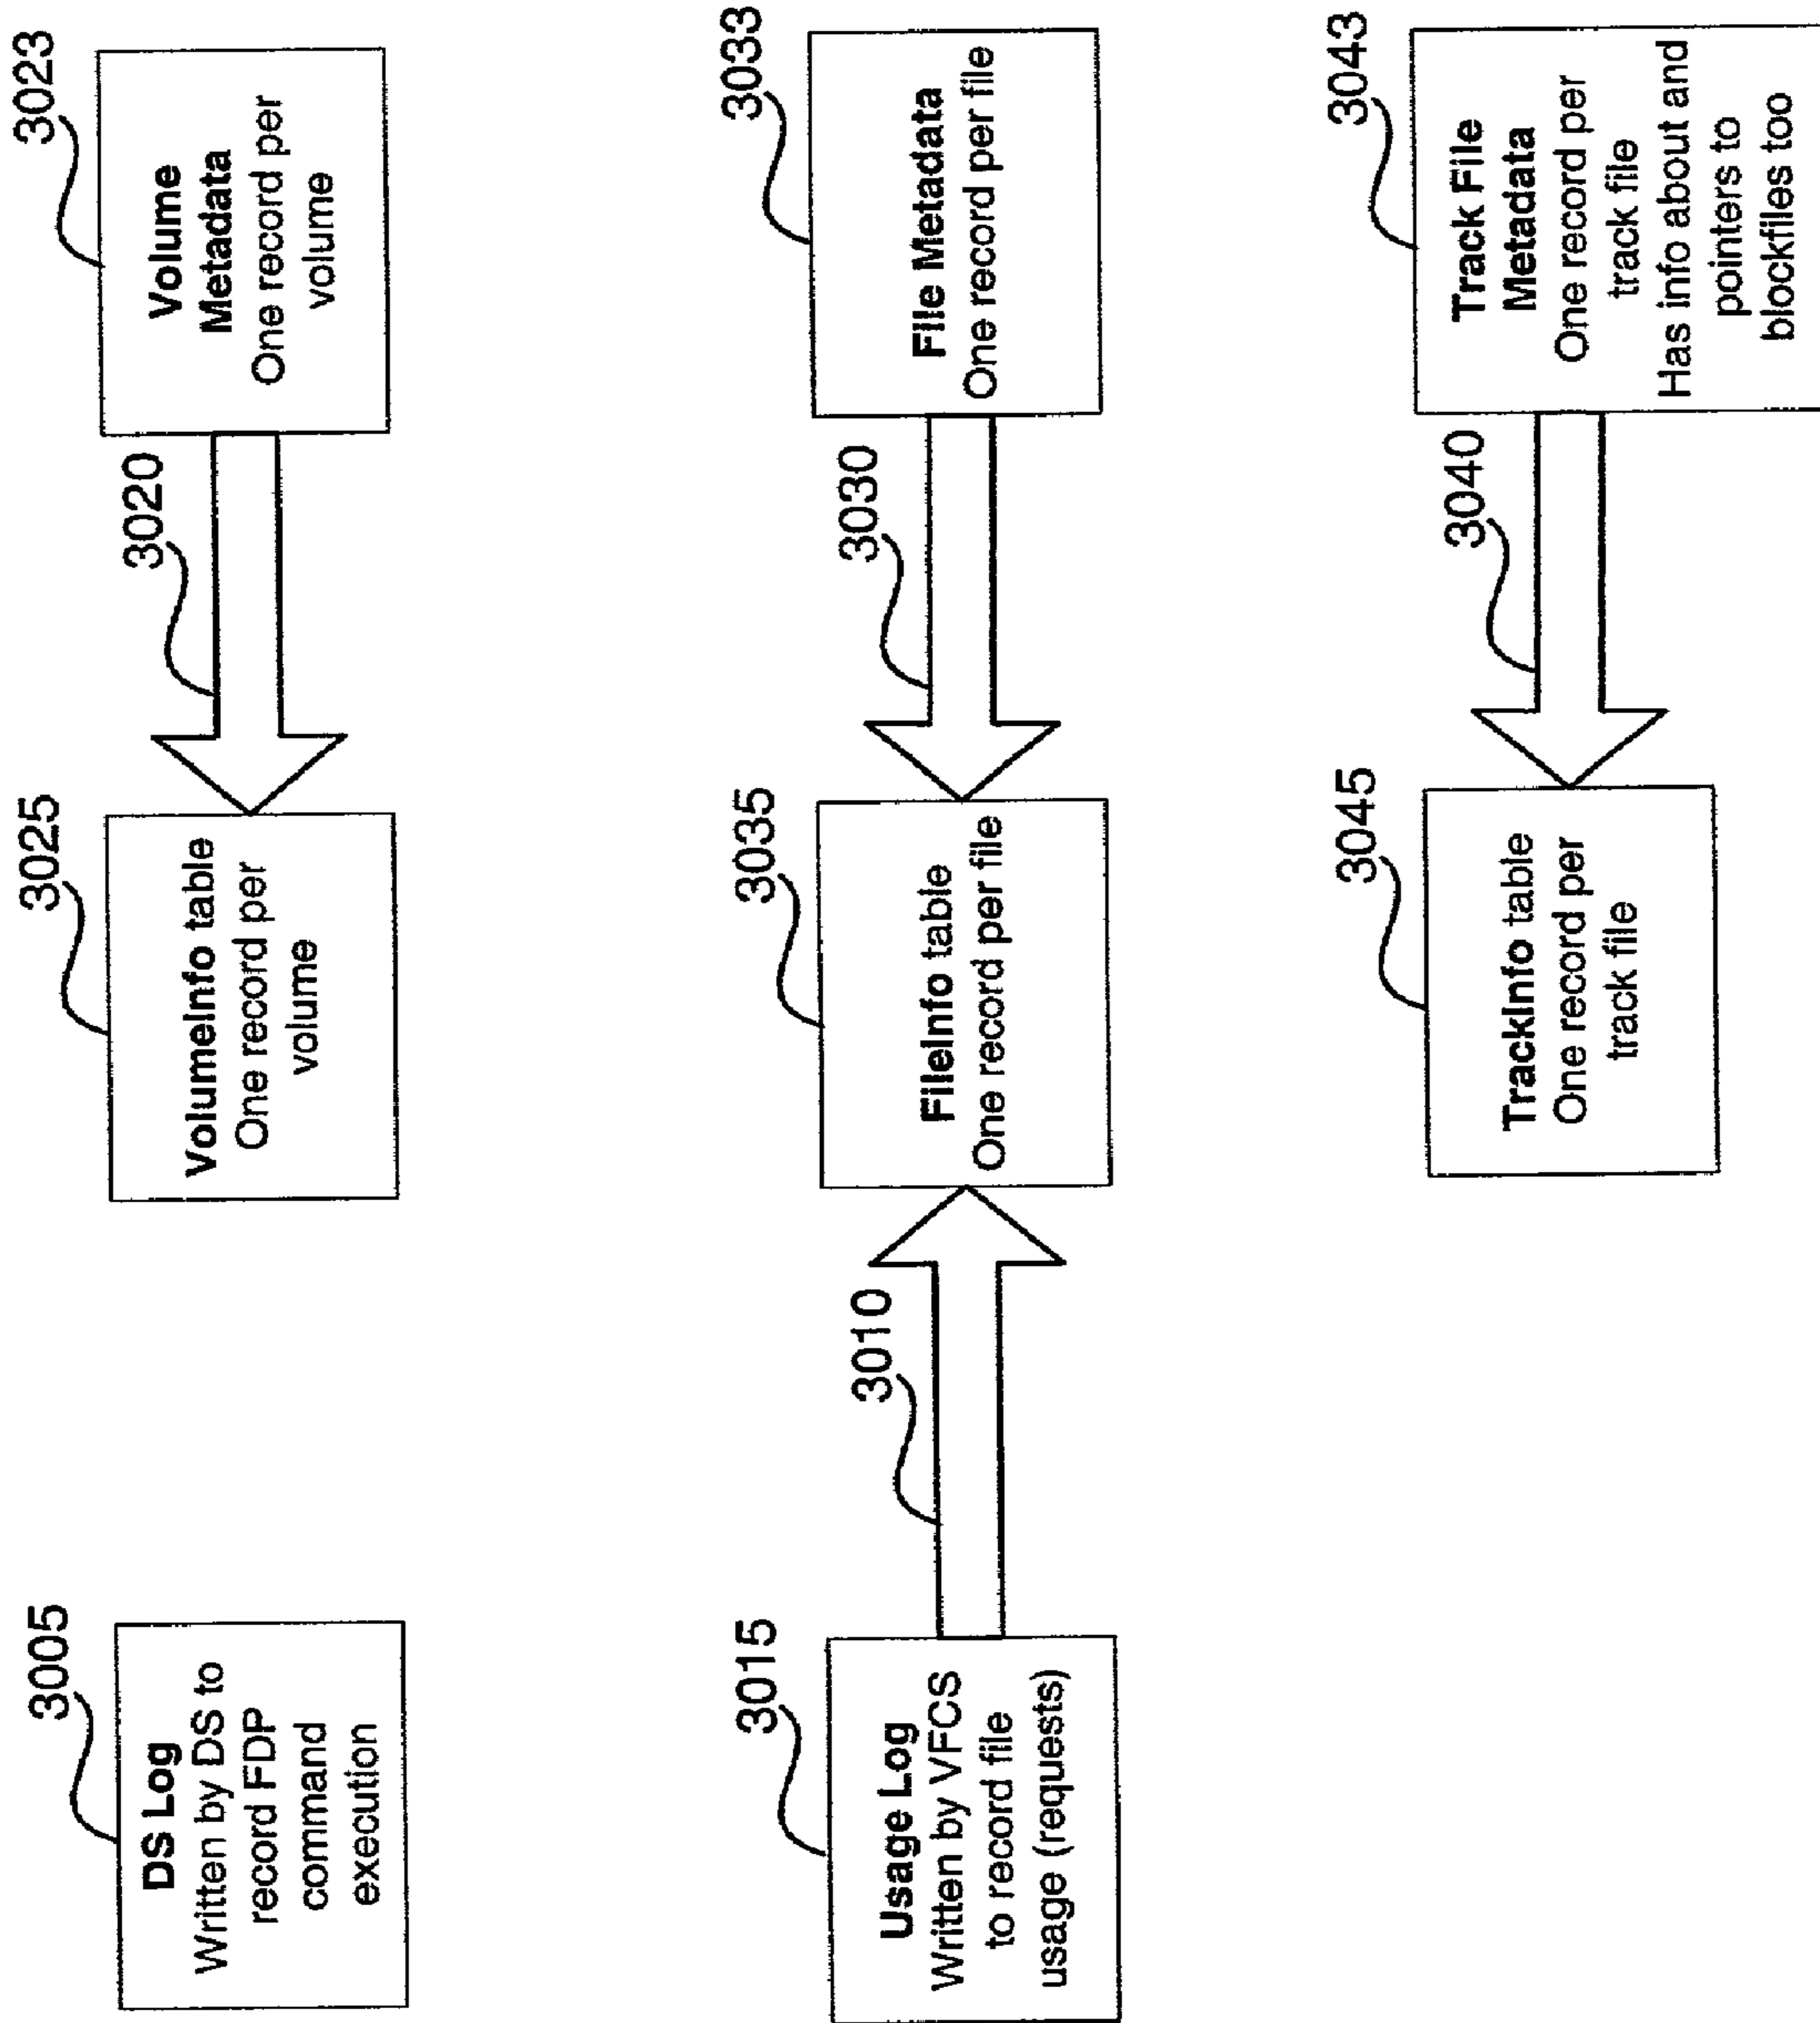 3005
DS Log
Written by DS to
record FDP
command
execution
3025
VolumeInfo table
One record per
volume
3020
3023
Volume
Metadata
One record per
volume
3015
Usage Log
Written by VFCS
to record file
usage (requests)
3010
3035
FileInfo table
One record per file
3030
3033
File Metadata
One record per file
3045
TrackInfo table
One record per
track file
3040
3043
Track File
Metadata
One record per
track file
Has info about and
pointers to
blockfiles too